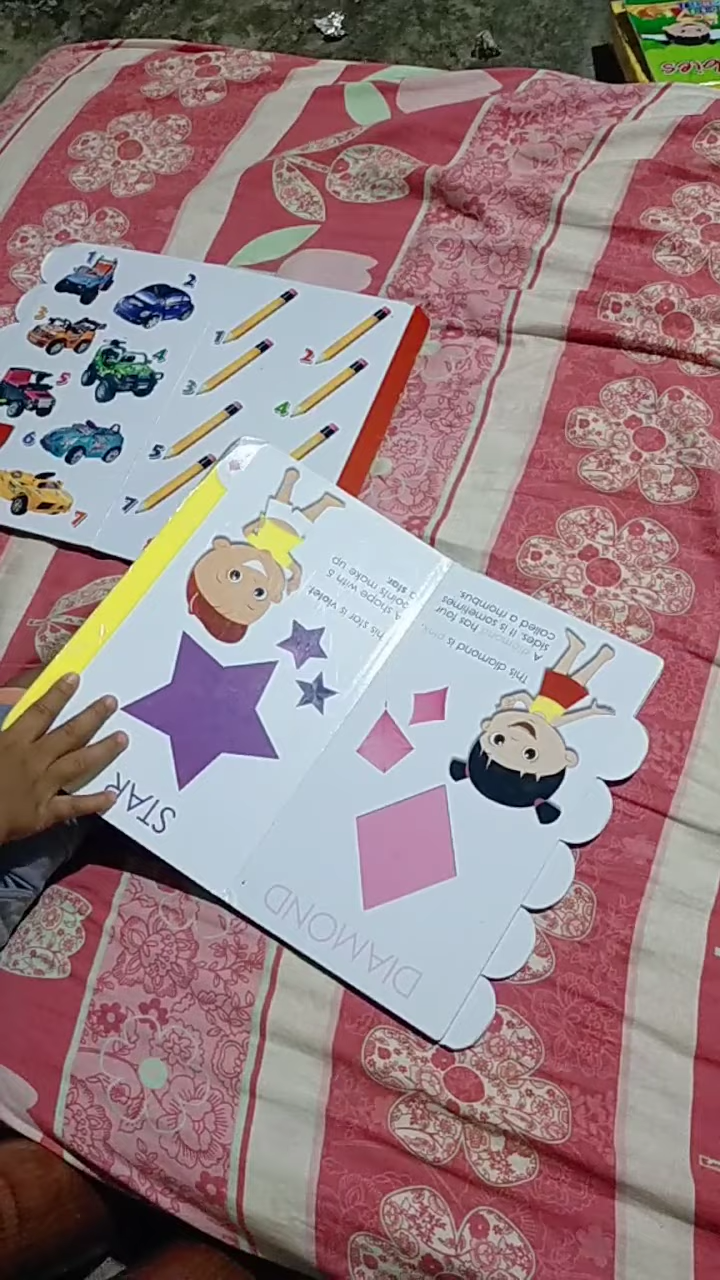 bies
1
2
3
4
5
6
7
1
2
3
4
5
7
STAR
his star is violet.
shape with 5
points make up
a star.
DIAMOND
This diamond is pink.
A diamond has four
sides. It is sometimes
called a rhombus.